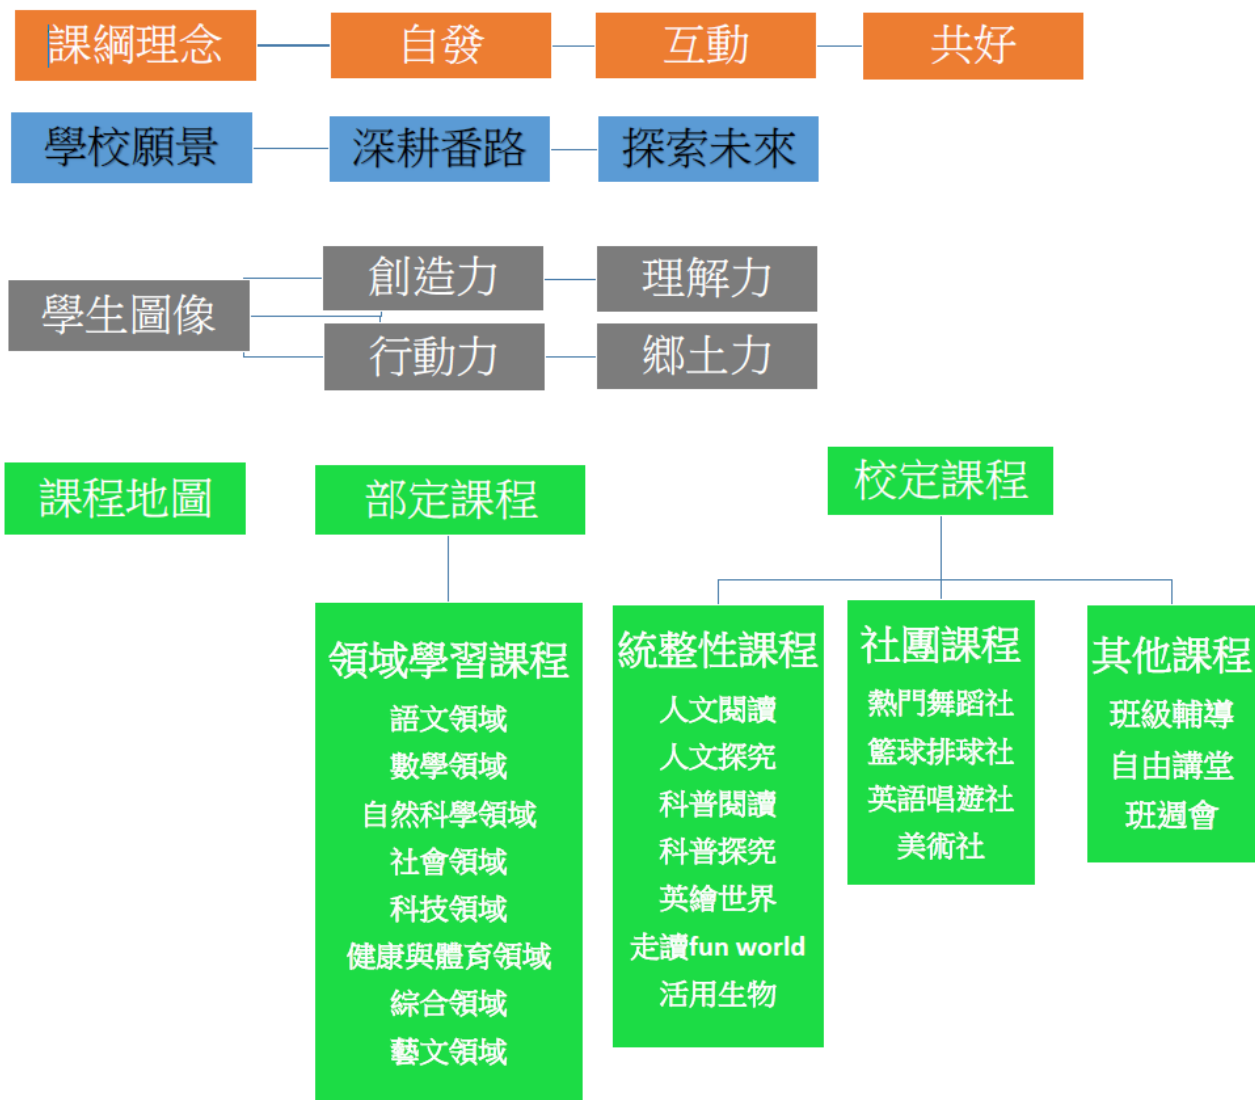 課綱理念
自發
互動
共好
學校願景
深耕番路
探索未來
學生圖像
創造力
理解力
行動力
鄉土力
課程地圖
部定課程
校定課程
領域學習課程
語文領域
數學領域
自然科學領域
社會領域
科技領域
健康與體育領域
綜合領域
藝文領域
統整性課程
人文閱讀
人文探究
科普閱讀
科普探究
英繪世界
走讀fun world
活用生物
社團課程
熱門舞蹈社
籃球排球社
英語唱遊社
美術社
其他課程
班級輔導
自由講堂
班週會